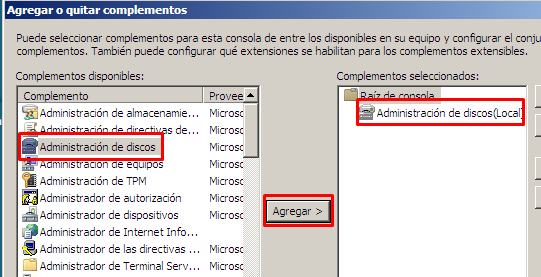 Agregar o quitar complementos
Puede seleccionar complementos para esta consola de entre los disponibles en su equipo y configurar el conju
complementos. También puede configurar qué extensiones se habilitan para los complementos extensibles.
Complementos disponibles:
Complemento Provee
Administración de almacenamie... Microsc
Administración de directivas de... Microsc
Administración de discos Microsc
Administración de equipos Microsc
Administración de TPM Microsc
Administrador de autorización Microsc
Administrador de dispositivos Microsc
Administrador de Internet Info... Microsc
Administrador de las directivas ... Microsc
Administrador de Terminal Serv... Microsc
Agregar >
Complementos seleccionados:
Raíz de consola
Administración de discos(Local)